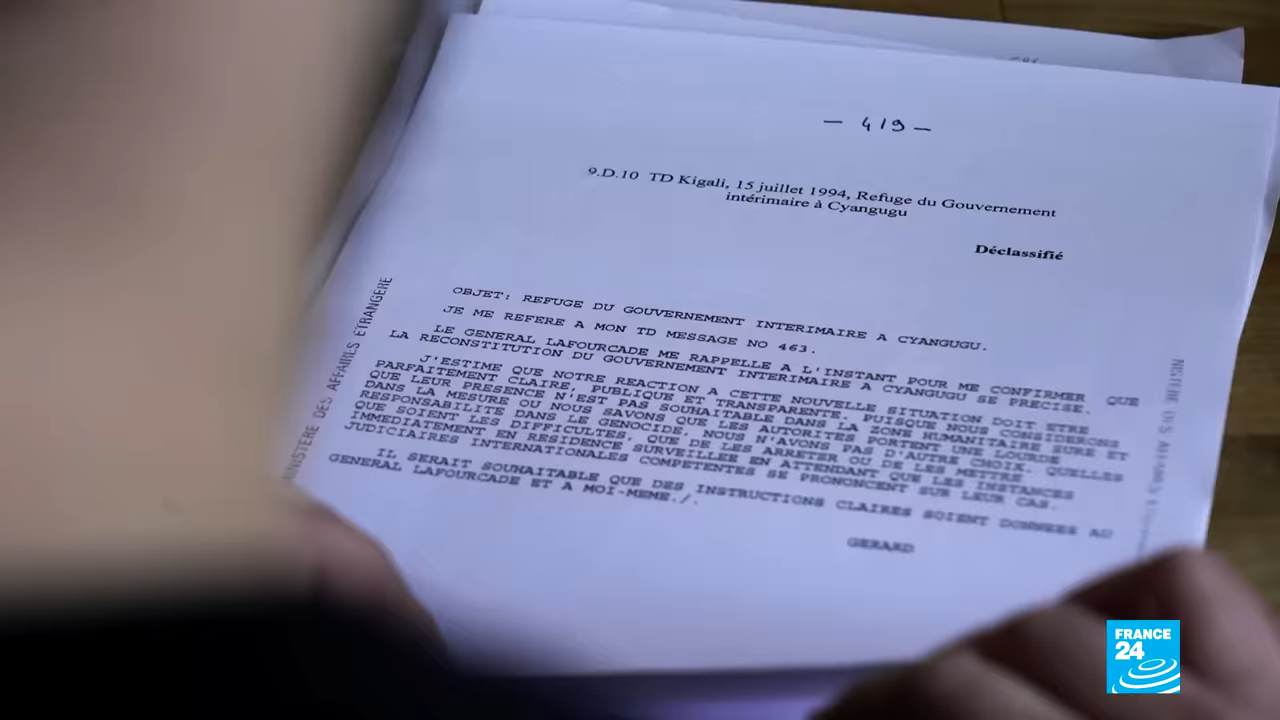 — 419 —
9.D.10 TD Kigali, 15 juillet 1994, Refuge du Gouvernement
intérimaire à Cyangugu
Déclassifié
OBJET: REFUGE DU GOUVERNEMENT INTERIMAIRE A CYANGUGU.
JE ME REFERE A MON TD MESSAGE NO 463.
LE GENERAL LAFOURCADE ME RAPPELLE A L'INSTANT POUR ME CONFIRMER QUE
LA RECONSTITUTION DU GOUVERNEMENT INTERIMAIRE A CYANGUGU SE PRECISE.
J'ESTIME QUE NOTRE REACTION A CETTE NOUVELLE SITUATION DOIT ETRE
PARFAITEMENT CLAIRE, PUBLIQUE ET TRANSPARENTE. PUISQUE NOUS CONSIDERONS
QUE LEUR PRESENCE N'EST PAS SOUHAITABLE DANS LA ZONE HUMANITAIRE SURE ET
DANS LA MESURE OU NOUS SAVONS QUE LES AUTORITES PORTENT UNE LOURDE
RESPONSABILITE DANS LE GENOCIDE, NOUS N'AVONS PAS D'AUTRE CHOIX, QUELLES
QUE SOIENT LES DIFFICULTES, QUE DE LES ARRETER OU DE LES METTRE
IMMEDIATEMENT EN RESIDENCE SURVEILLEE EN ATTENDANT QUE LES INSTANCES
JUDICIAIRES INTERNATIONALES COMPETENTES SE PRONONCENT SUR LEUR CAS.
IL SERAIT SOUHAITABLE QUE DES INSTRUCTIONS CLAIRES SOIENT DONNEES AU
GENERAL LAFOURCADE ET A MOI-MEME./.
GERARD
DES AFFAIRES ETRANGERE
FRANCE
24